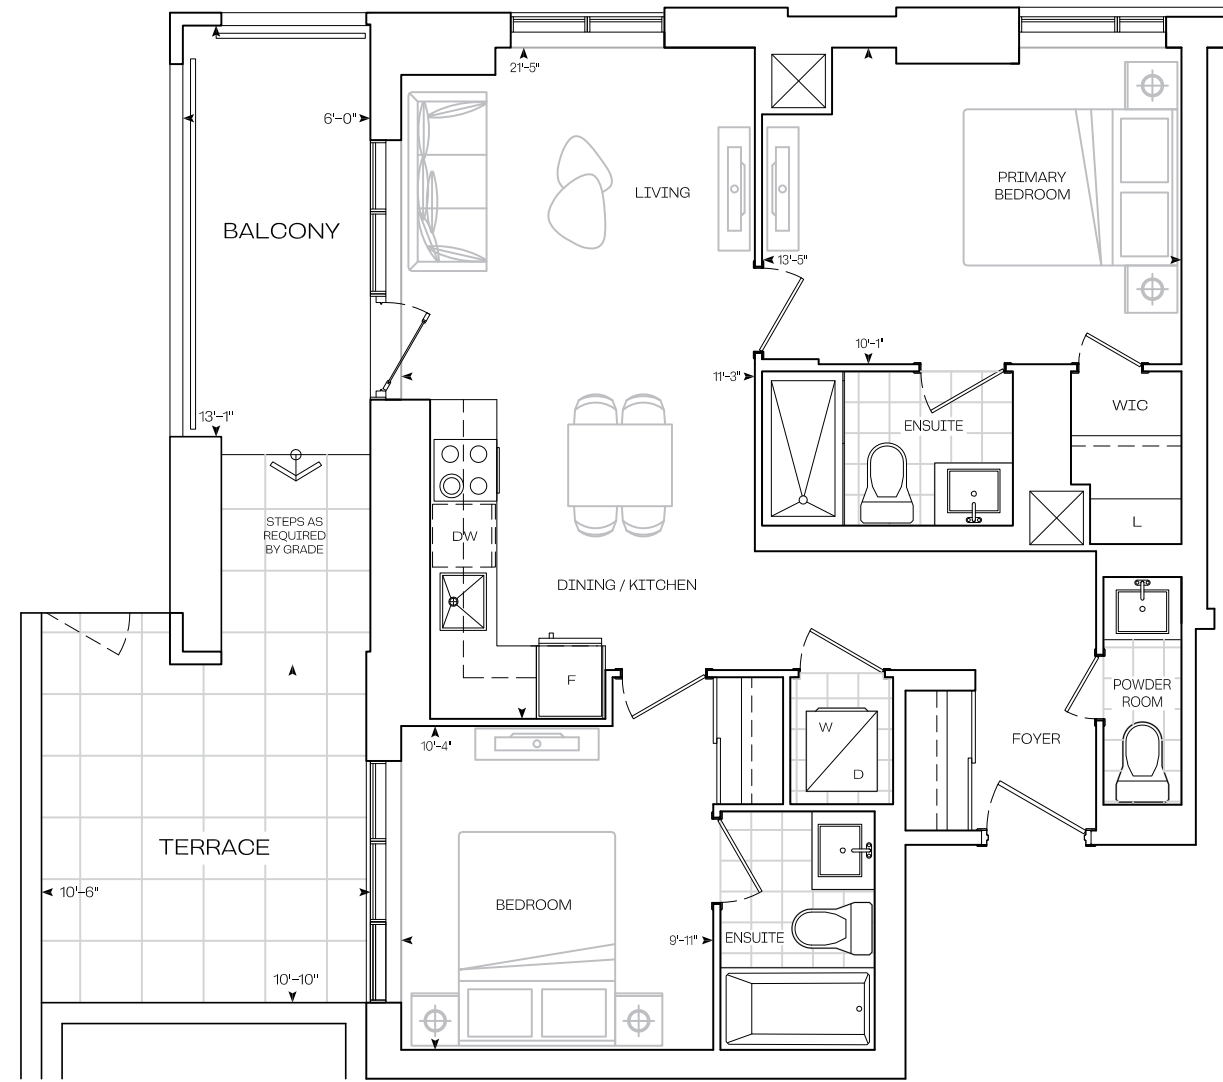 21'-5"
6'-0"
PRIMARY
BEDROOM
LIVING
BALCONY
13'-5"
10'-1"
11'-3"
WIC
13'-1"
ENSUITE
STEPS AS
REQUIRED
BY GRADE
DW
L
DINING / KITCHEN
F
POWDER
ROOM
W
D
FOYER
10'-4"
TERRACE
10'-6"
BEDROOM
9'-11"
ENSUITE
10'-10"